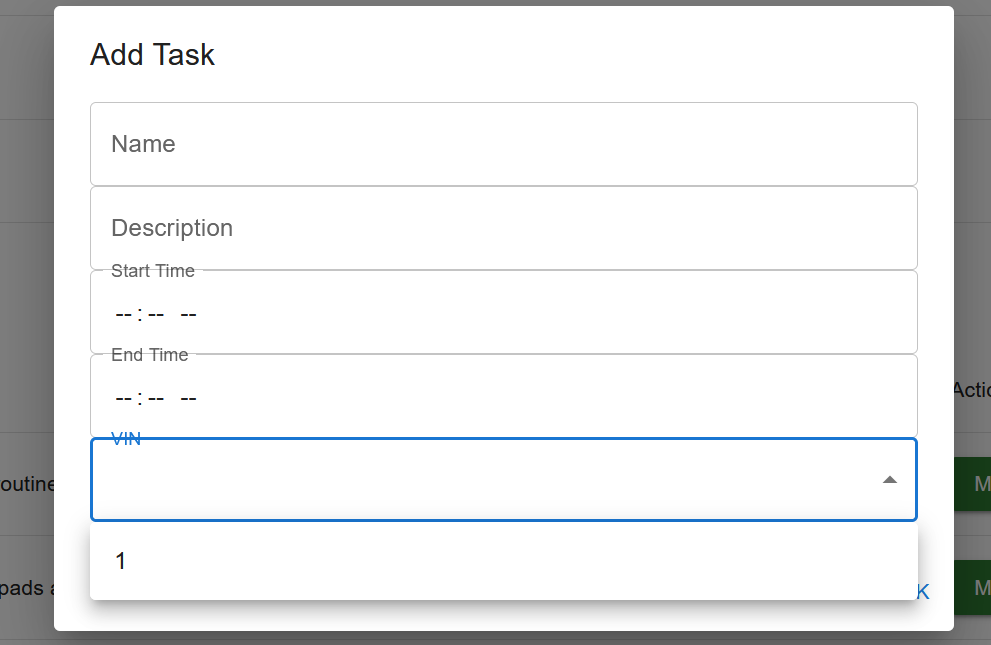 Add Task
Name
Description
Start Time
-- : -- --
End Time
-- : -- --
Actio
VIN
outine
M
1
pads a
K
M